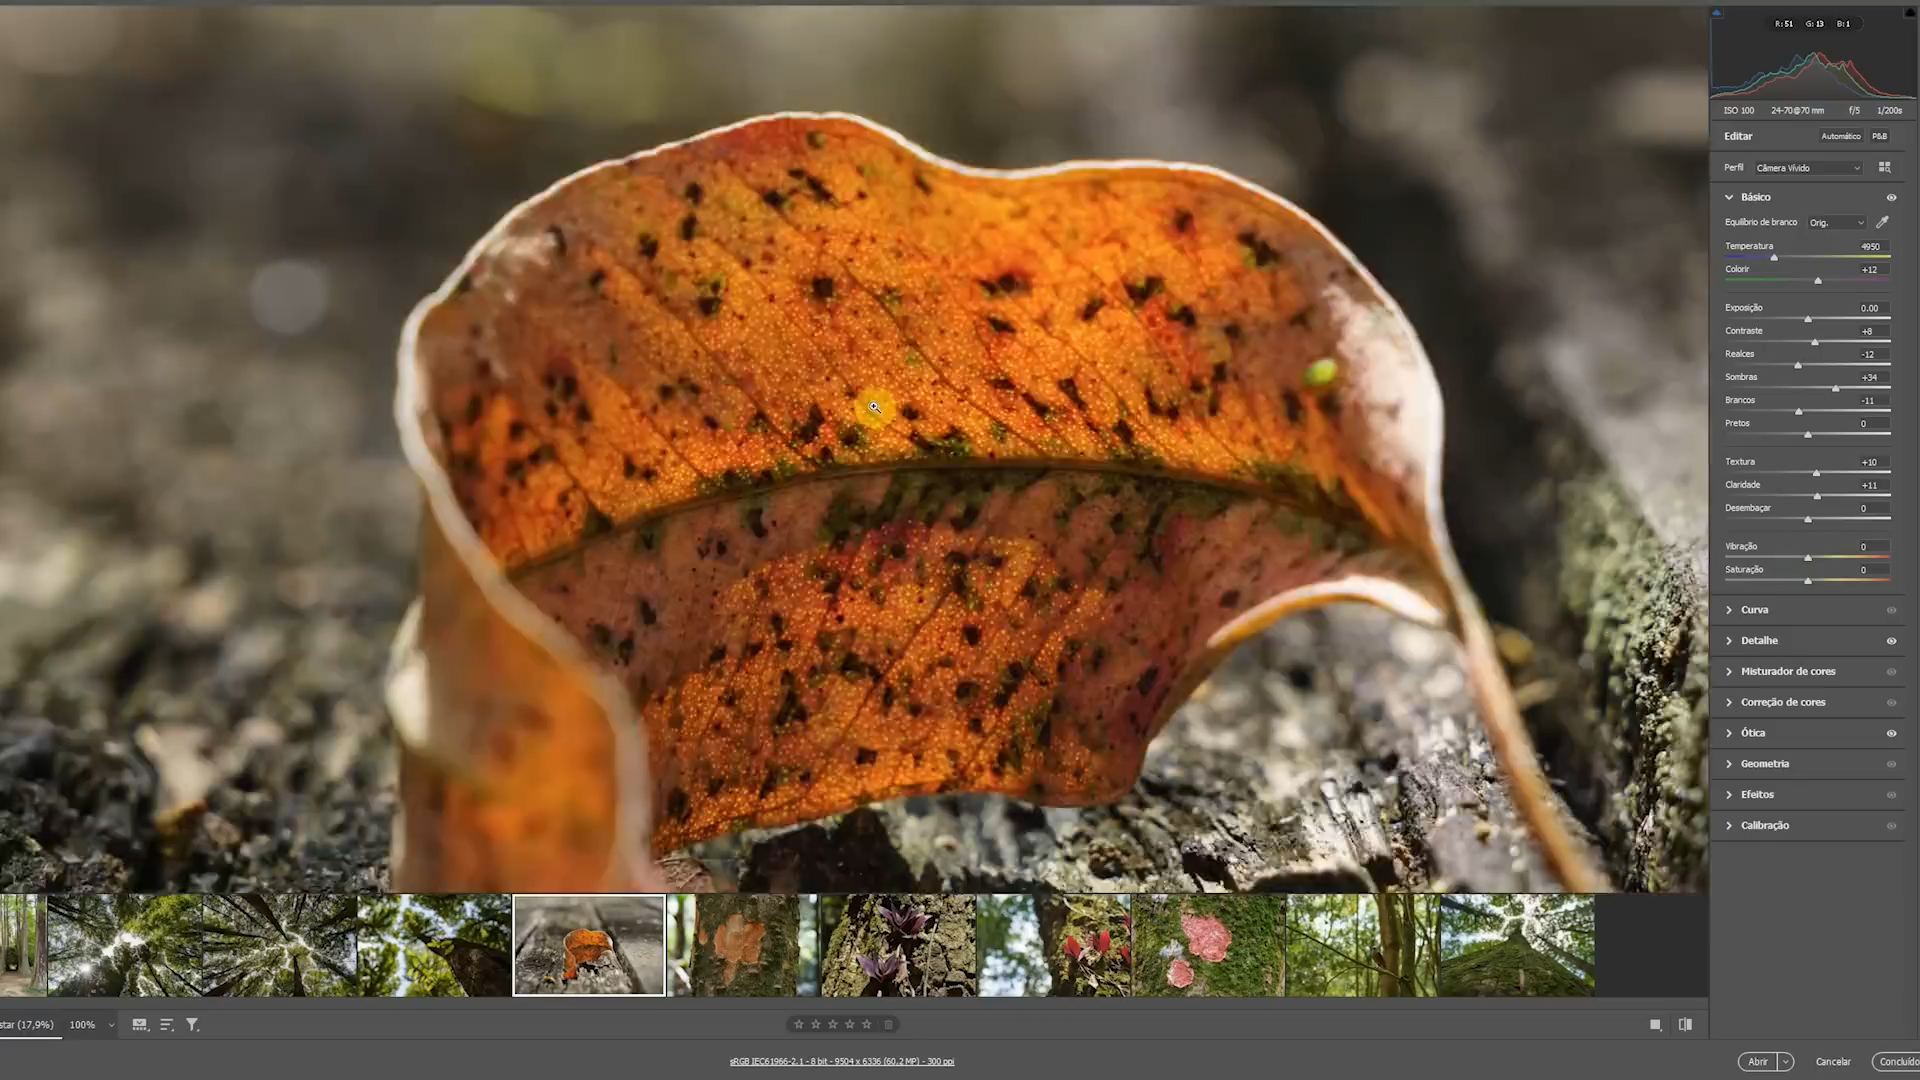 R: 51 G: 13 B: 1
ISO 100 24-70@70 mm f/5 1/200s
Editar Automático P&B
Perfil Câmera Vívido
Básico
Equilíbrio de branco Orig.
Temperatura 4950
Colorir +12
Exposição 0.00
Contraste +8
Realces -12
Sombras +34
Brancos -11
Pretos 0
Textura +10
Claridade +11
Desembaçar 0
Vibração 0
Saturação 0
Curva
Detalhe
Misturador de cores
Correção de cores
Ótica
Geometria
Efeitos
Calibração
star (17,9%) 100%
sRGB IEC61966-2.1 - 8 bit - 9504 x 6336 (60.2 MP) - 300 ppi
Abrir Cancelar Concluído